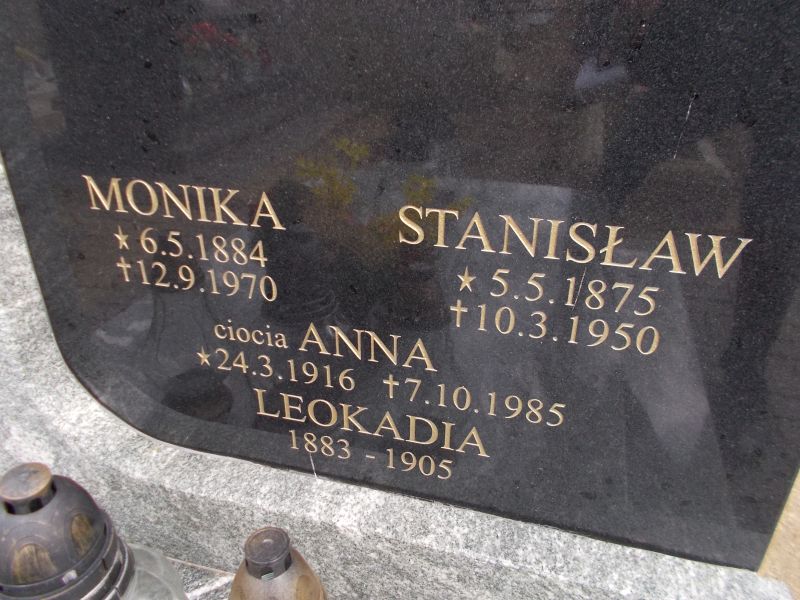 MONIKA
★ 6.5.1884
✝12.9.1970
STANISŁAW
★ 5.5.1875
✝10.3.1950
ciocia ANNA
★24.3.1916 ✝7.10.1985
LEOKADIA
1883 - 1905